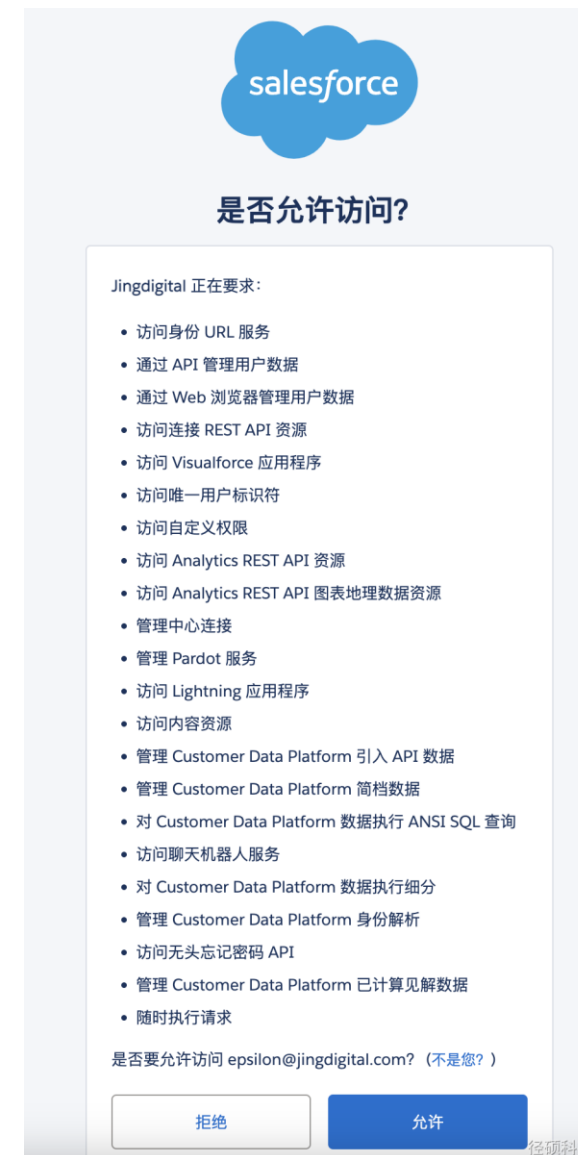 salesforce
是否允许访问?
Jingdigital 正在要求：
• 访问身份 URL 服务
• 通过 API 管理用户数据
• 通过 Web 浏览器管理用户数据
• 访问连接 REST API 资源
• 访问 Visualforce 应用程序
• 访问唯一用户标识符
• 访问自定义权限
• 访问 Analytics REST API 资源
• 访问 Analytics REST API 图表地理数据资源
• 管理中心连接
• 管理 Pardot 服务
• 访问 Lightning 应用程序
• 访问内容资源
• 管理 Customer Data Platform 引入 API 数据
• 管理 Customer Data Platform 简档数据
• 对 Customer Data Platform 数据执行 ANSI SQL 查询
• 访问聊天机器人服务
• 对 Customer Data Platform 数据执行细分
• 管理 Customer Data Platform 身份解析
• 访问无头忘记密码 API
• 管理 Customer Data Platform 已计算见解数据
• 随时执行请求
是否要允许访问 epsilon@jingdigital.com?（不是您? ）
拒绝
允许
径硕科